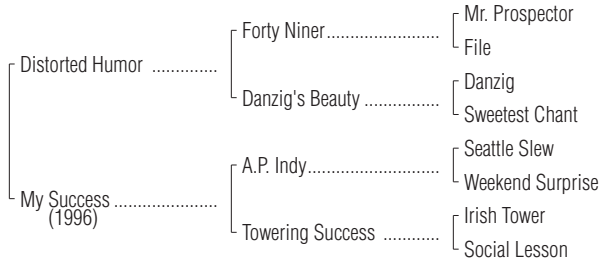 Mr. Prospector
Forty Niner
File
Distorted Humor
Danzig
Danzig's Beauty
Sweetest Chant
Seattle Slew
A.P. Indy
Weekend Surprise
My Success
(1996)
Irish Tower
Towering Success
Social Lesson